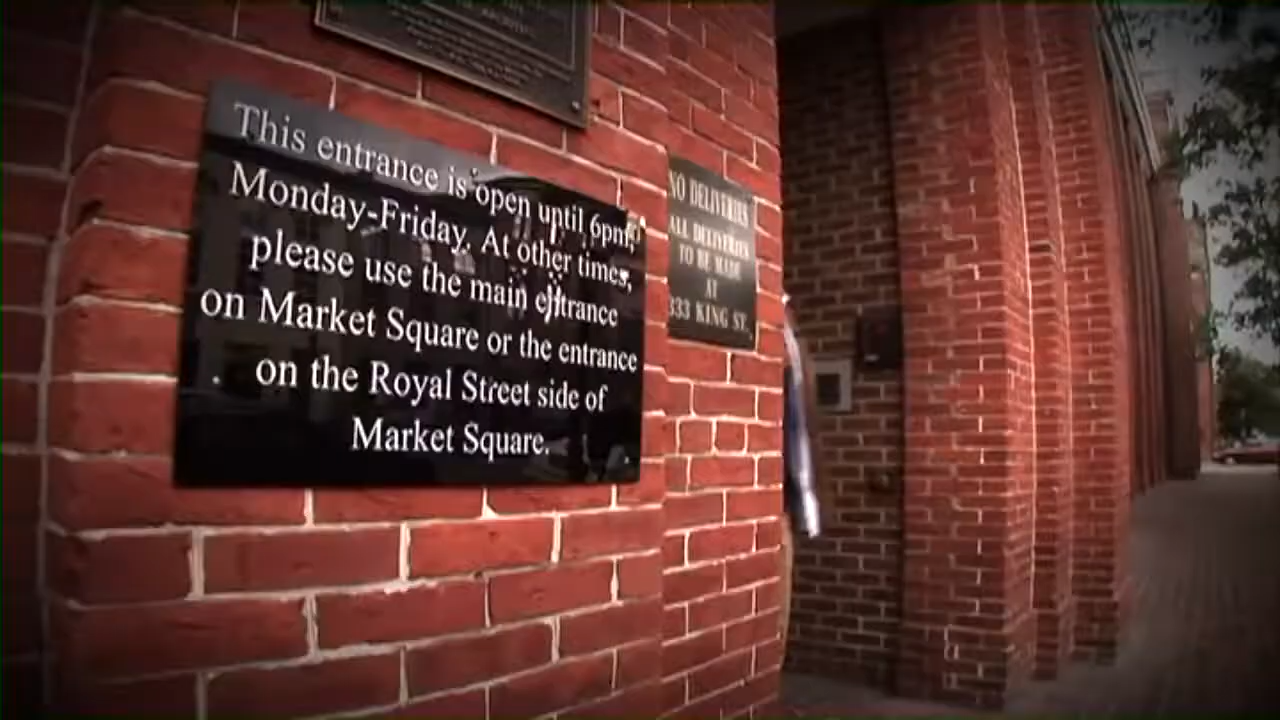 This entrance is open until 6pm,
Monday-Friday. At other times,
please use the main entrance
on Market Square or the entrance
on the Royal Street side of
Market Square.
NO DELIVERIES
ALL DELIVERIES
TO BE MADE
AT
333 KING ST.